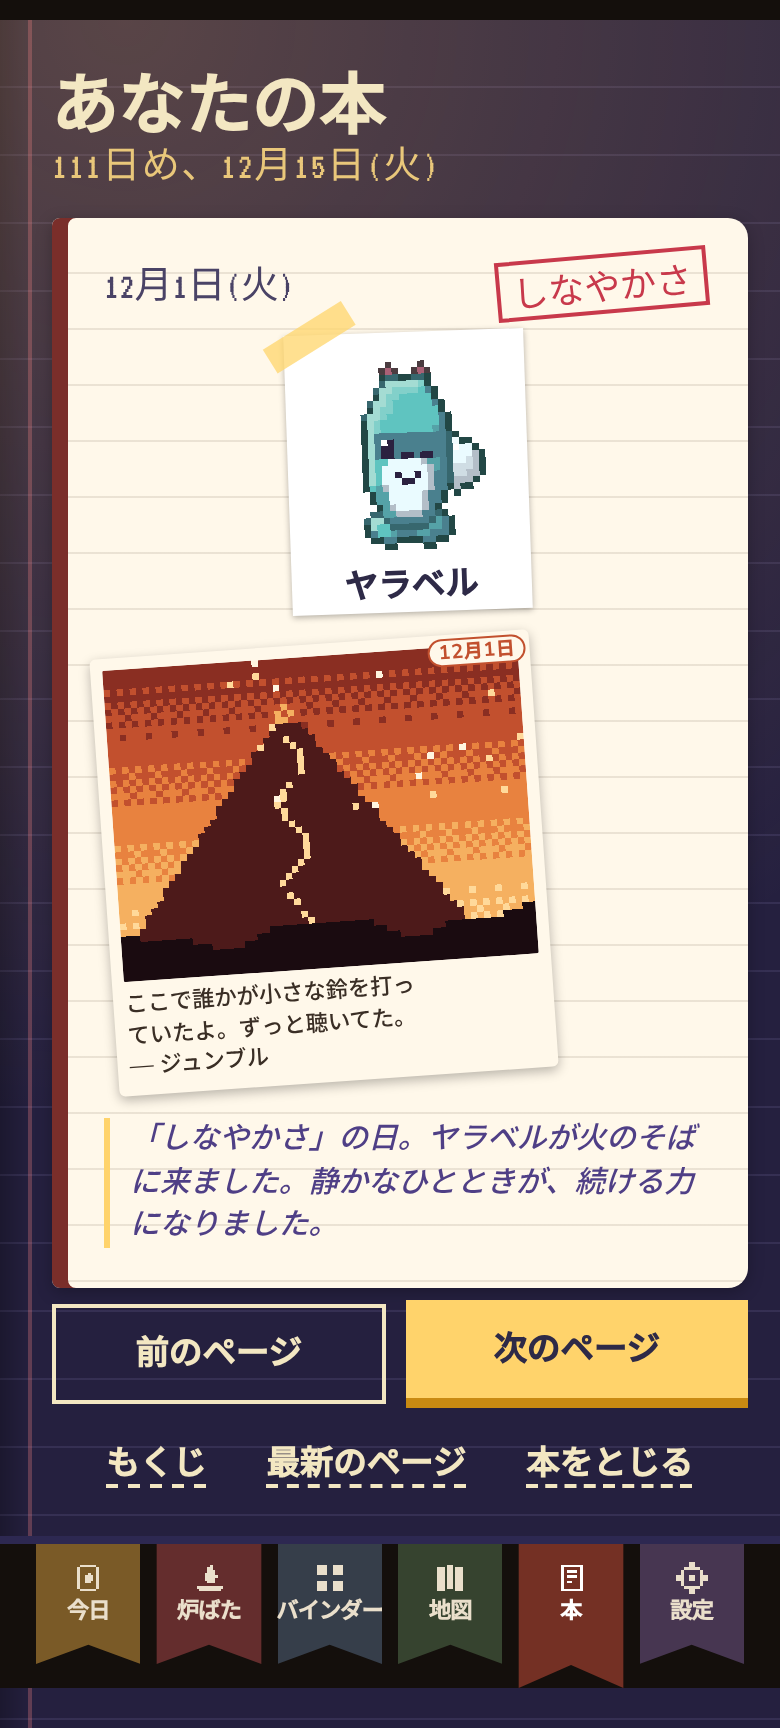 あなたの本
111日め、12月15日(火)
12月1日(火)
しなやかさ
ヤラベル
12月1日
ここで誰かが小さな鈴を打っ
ていたよ。ずっと聴いてた。
— ジュンブル
「しなやかさ」の日。ヤラベルが火のそば
に来ました。静かなひとときが、続ける力
になりました。
前のページ
次のページ
もくじ
最新のページ
本をとじる
今日
炉ばた
バインダー
地図
本
設定